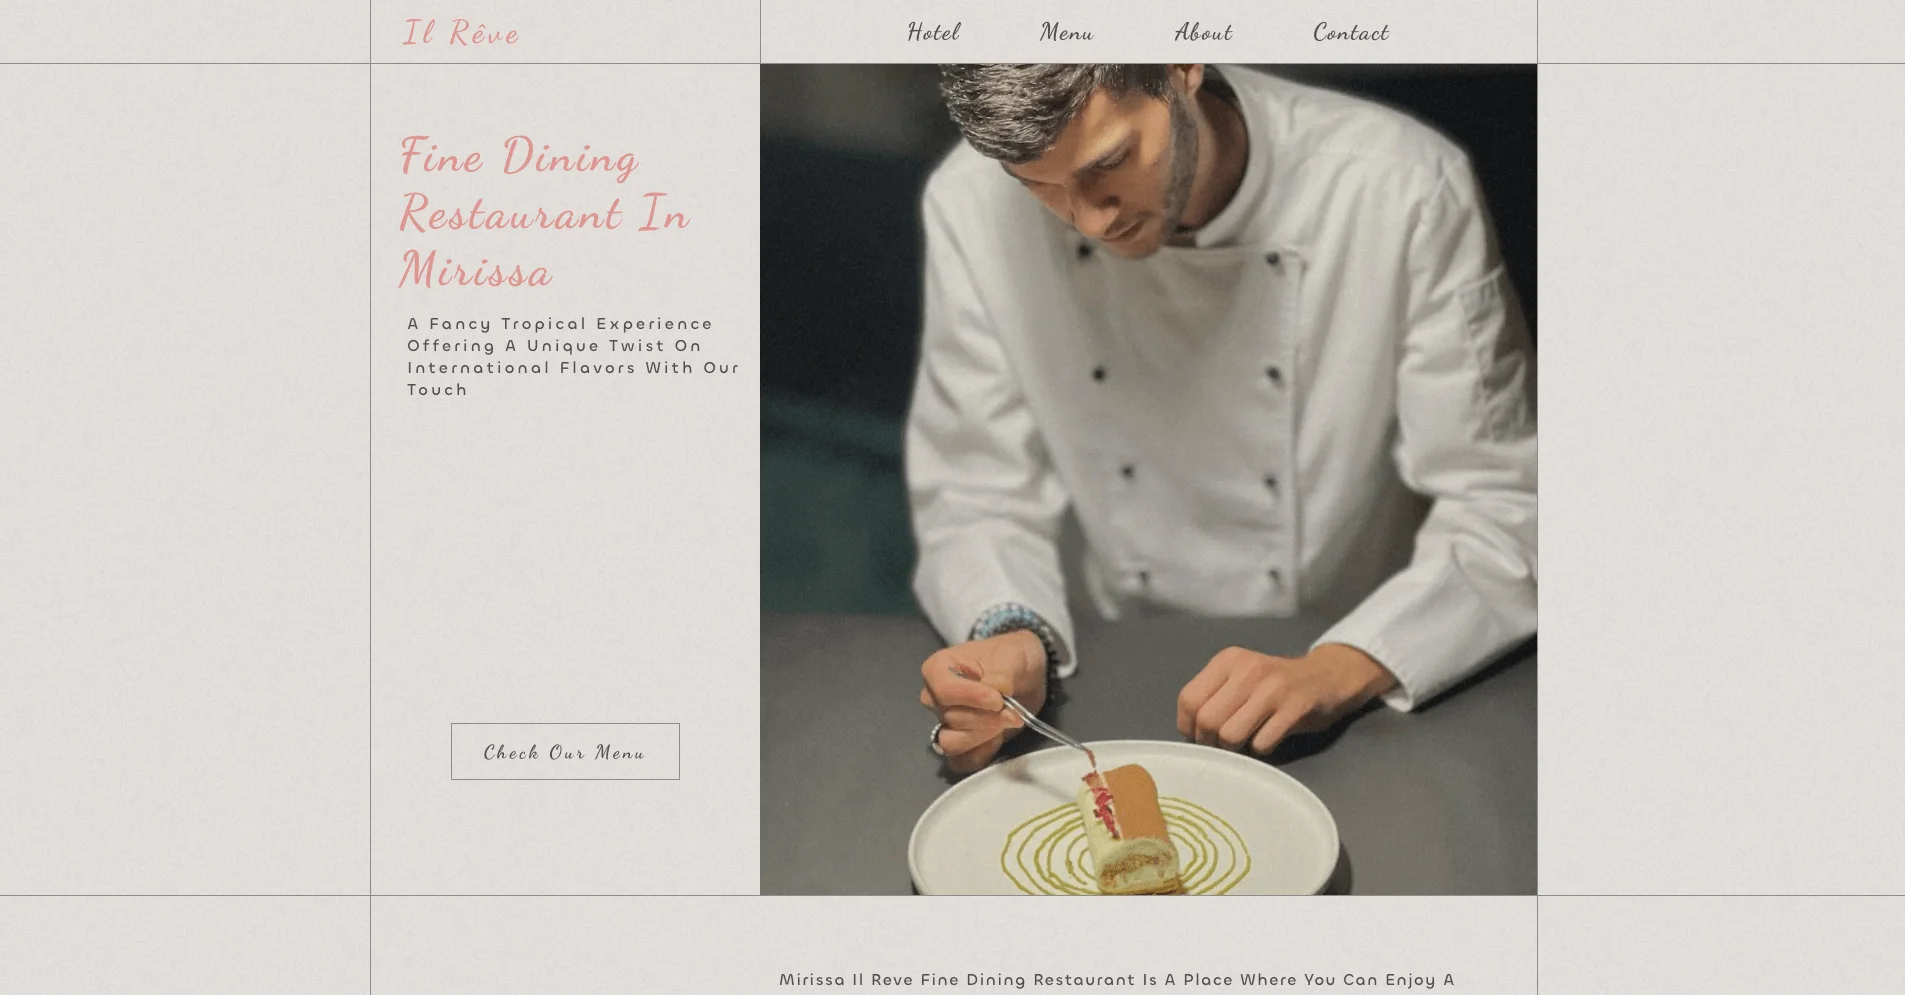 Il Rêve
Hotel Menu About Contact
Fine Dining
Restaurant In
Mirissa
A Fancy Tropical Experience
Offering A Unique Twist On
International Flavors With Our
Touch
Check Our Menu
Mirissa Il Reve Fine Dining Restaurant Is A Place Where You Can Enjoy A